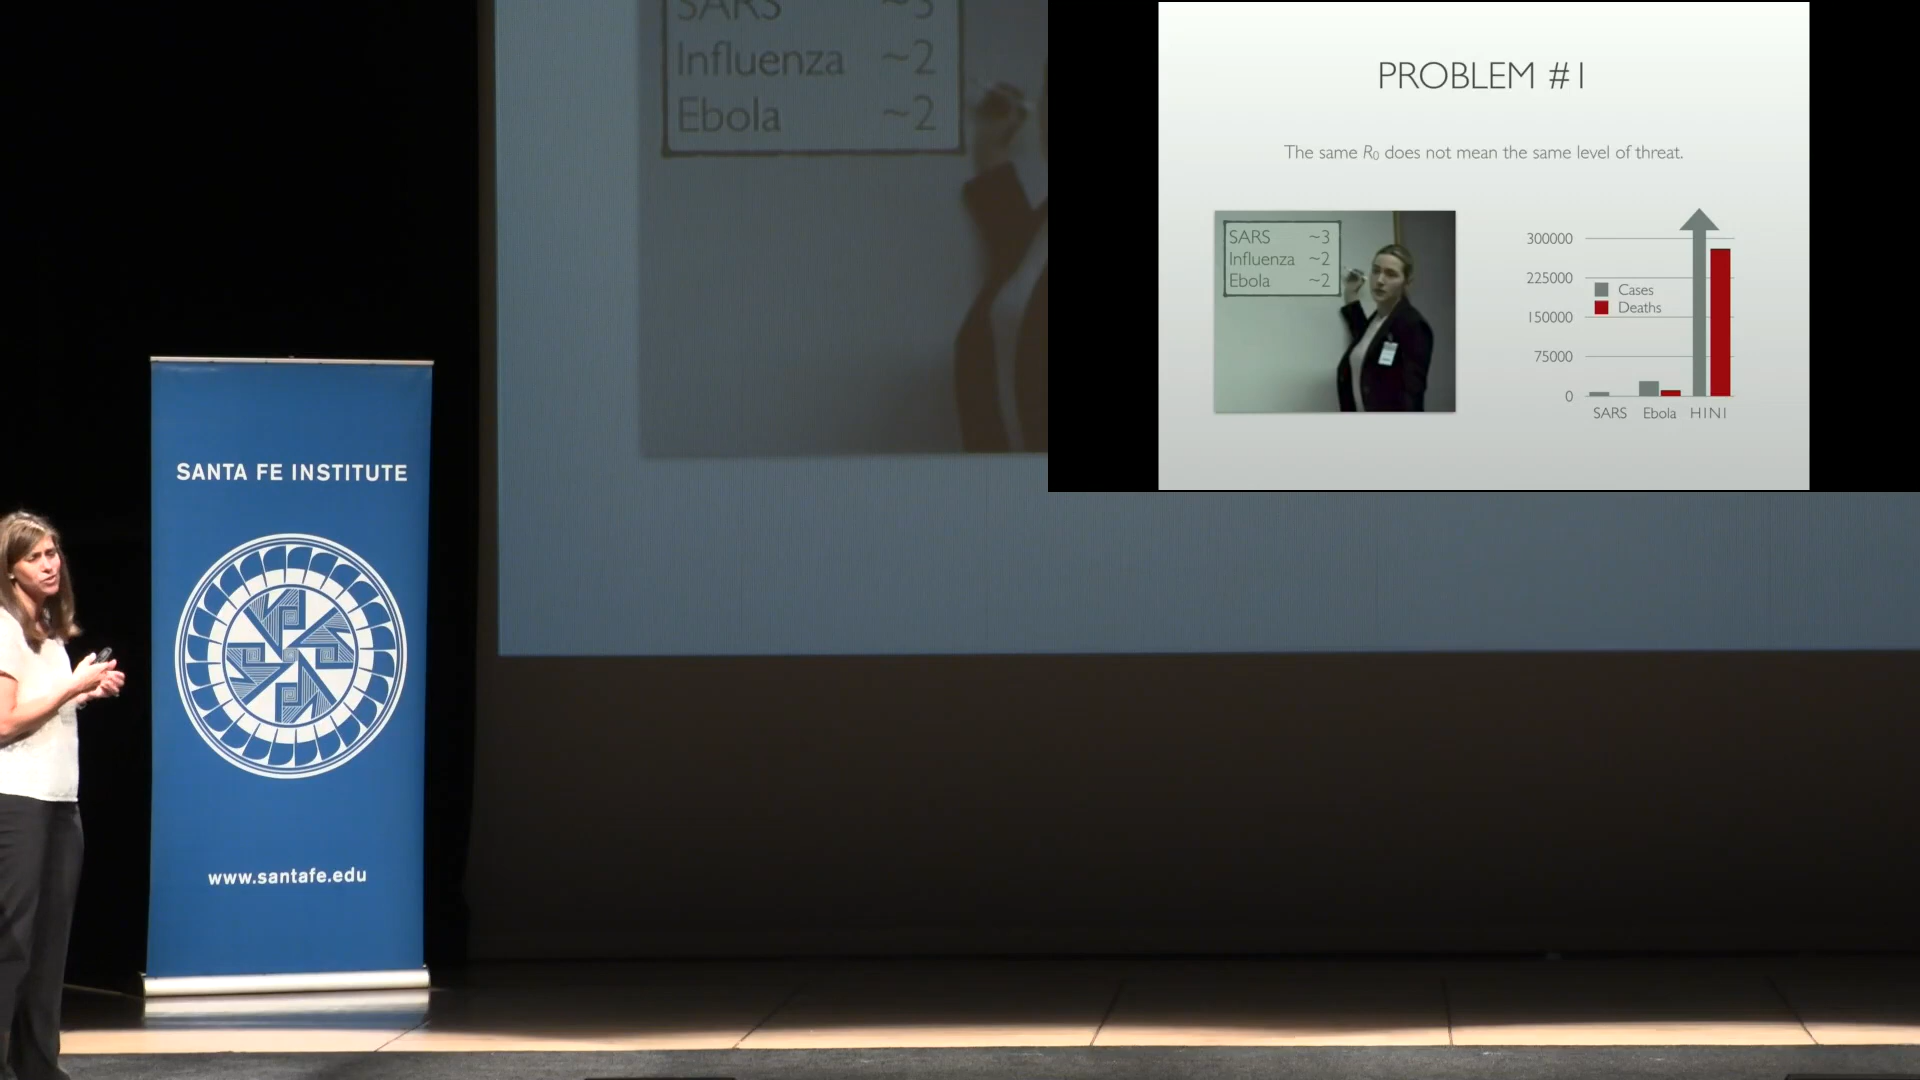 SARS ~3
Influenza ~2
Ebola ~2
PROBLEM #1
The same R0 does not mean the same level of threat.
SARS ~3
Influenza ~2
Ebola ~2
300000
225000
150000
75000
0
Cases
Deaths
SARS Ebola H1N1
SANTA FE INSTITUTE
www.santafe.edu